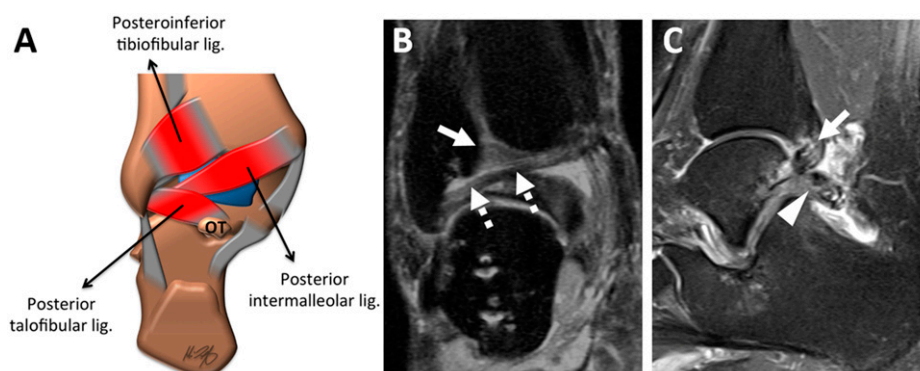 A
Posteroinferior
tibiofibular lig.
OT
Posterior
talofibular lig.
Posterior
intermalleolar lig.
B
C